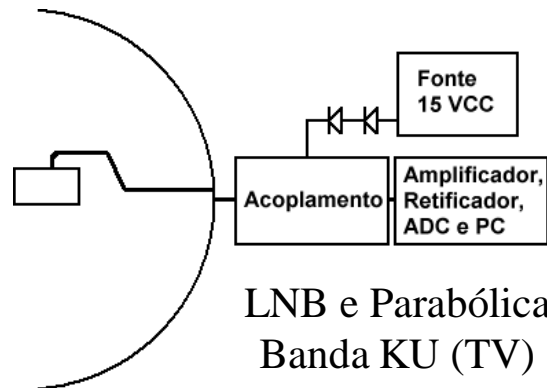 Fonte
15 VCC
Acoplamento
Amplificador,
Retificador,
ADC e PC
LNB e Parabólica
Banda KU (TV)